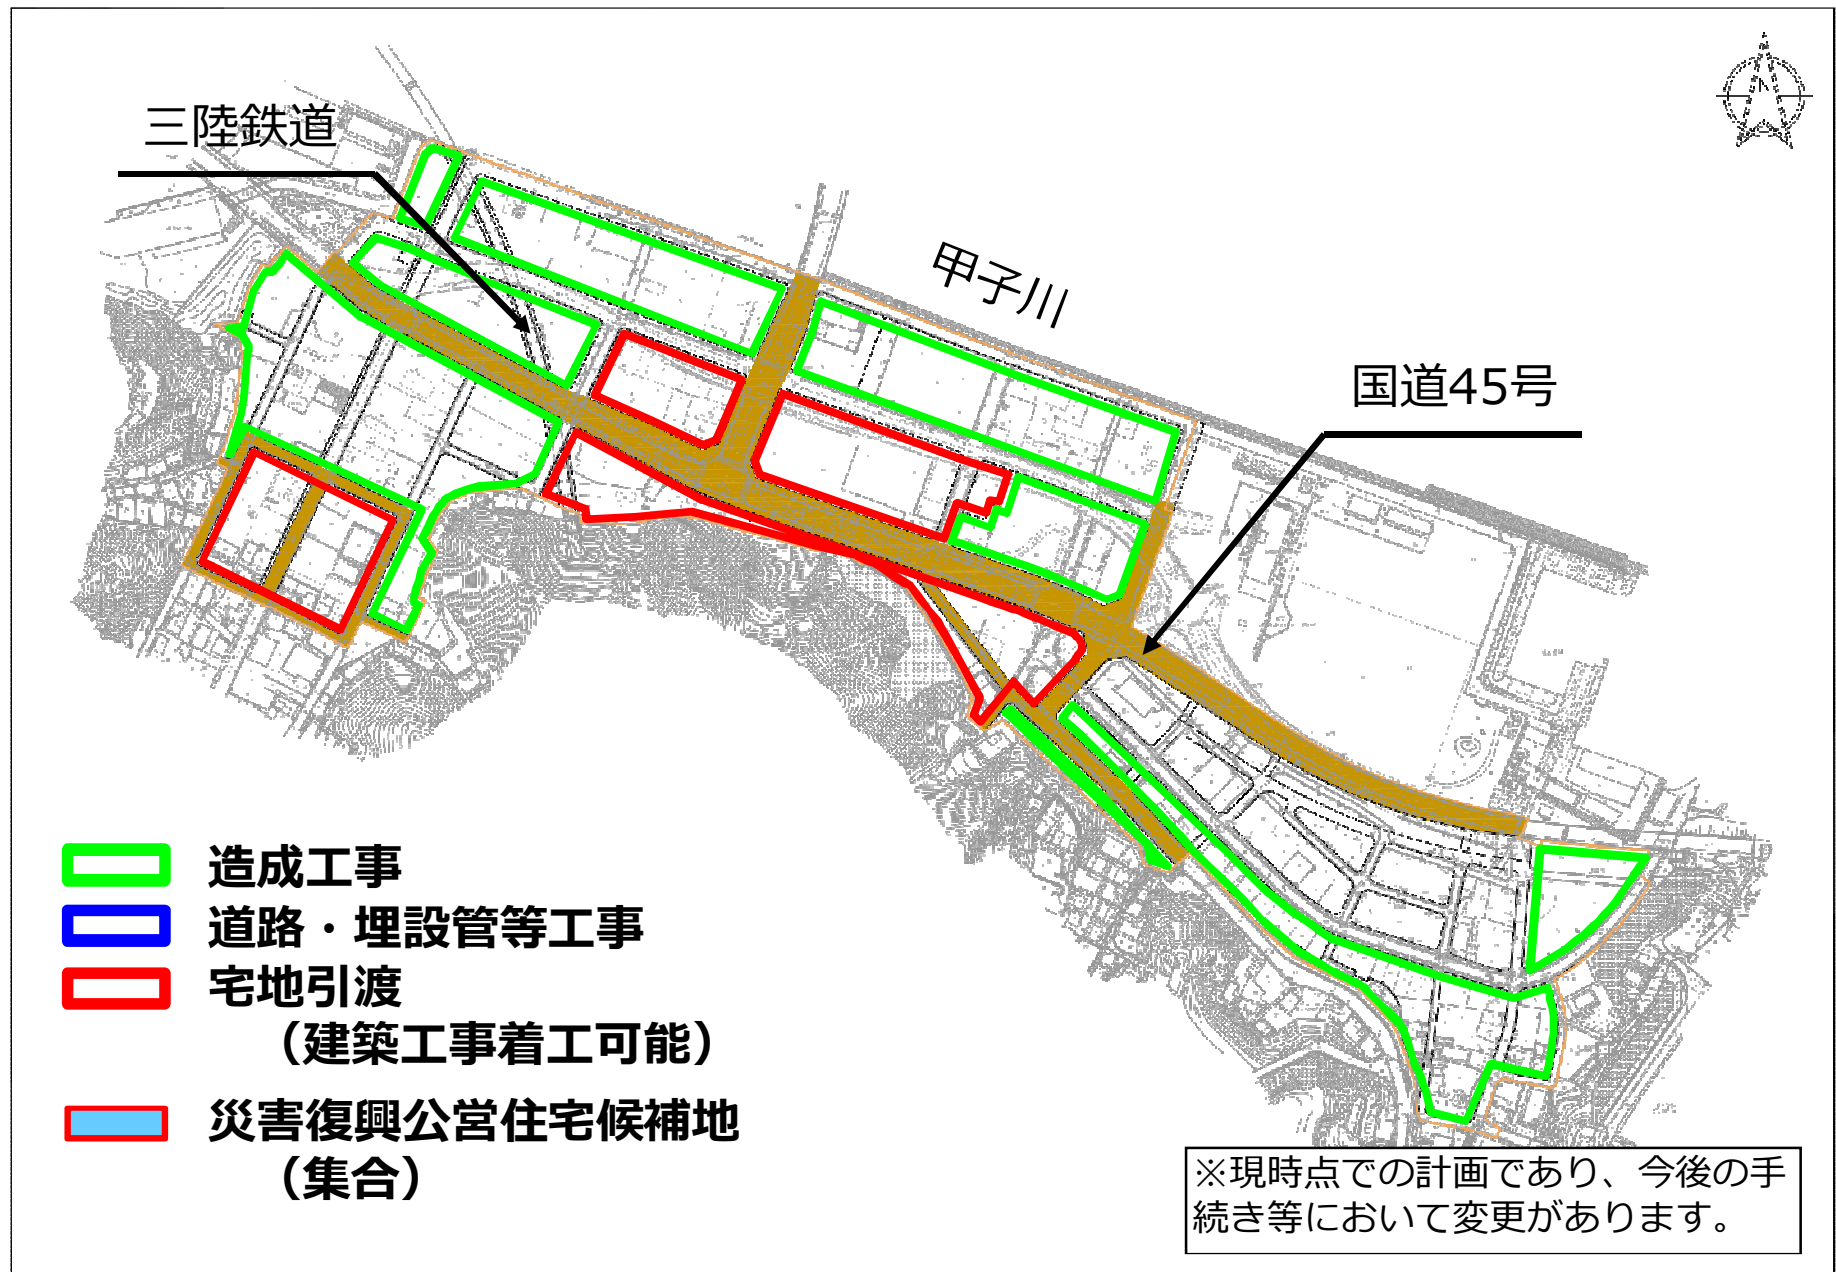 三陸鉄道
甲子川
国道45号
造成工事
道路・埋設管等工事
宅地引渡
（建築工事着工可能）
災害復興公営住宅候補地
（集合）
※現時点での計画であり、今後の手
続き等において変更があります。